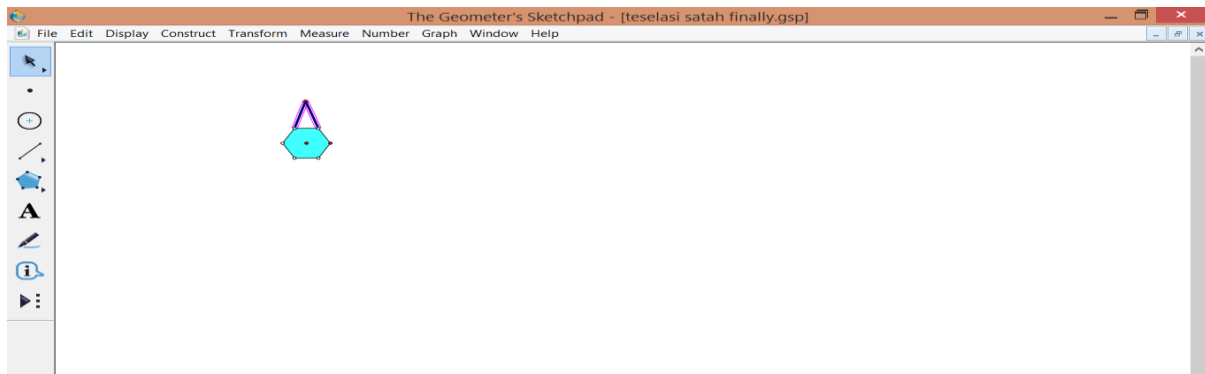 The Geometer's Sketchpad - [teselasi satah finally.gsp]
File Edit Display Construct Transform Measure Number Graph Window Help
A
i